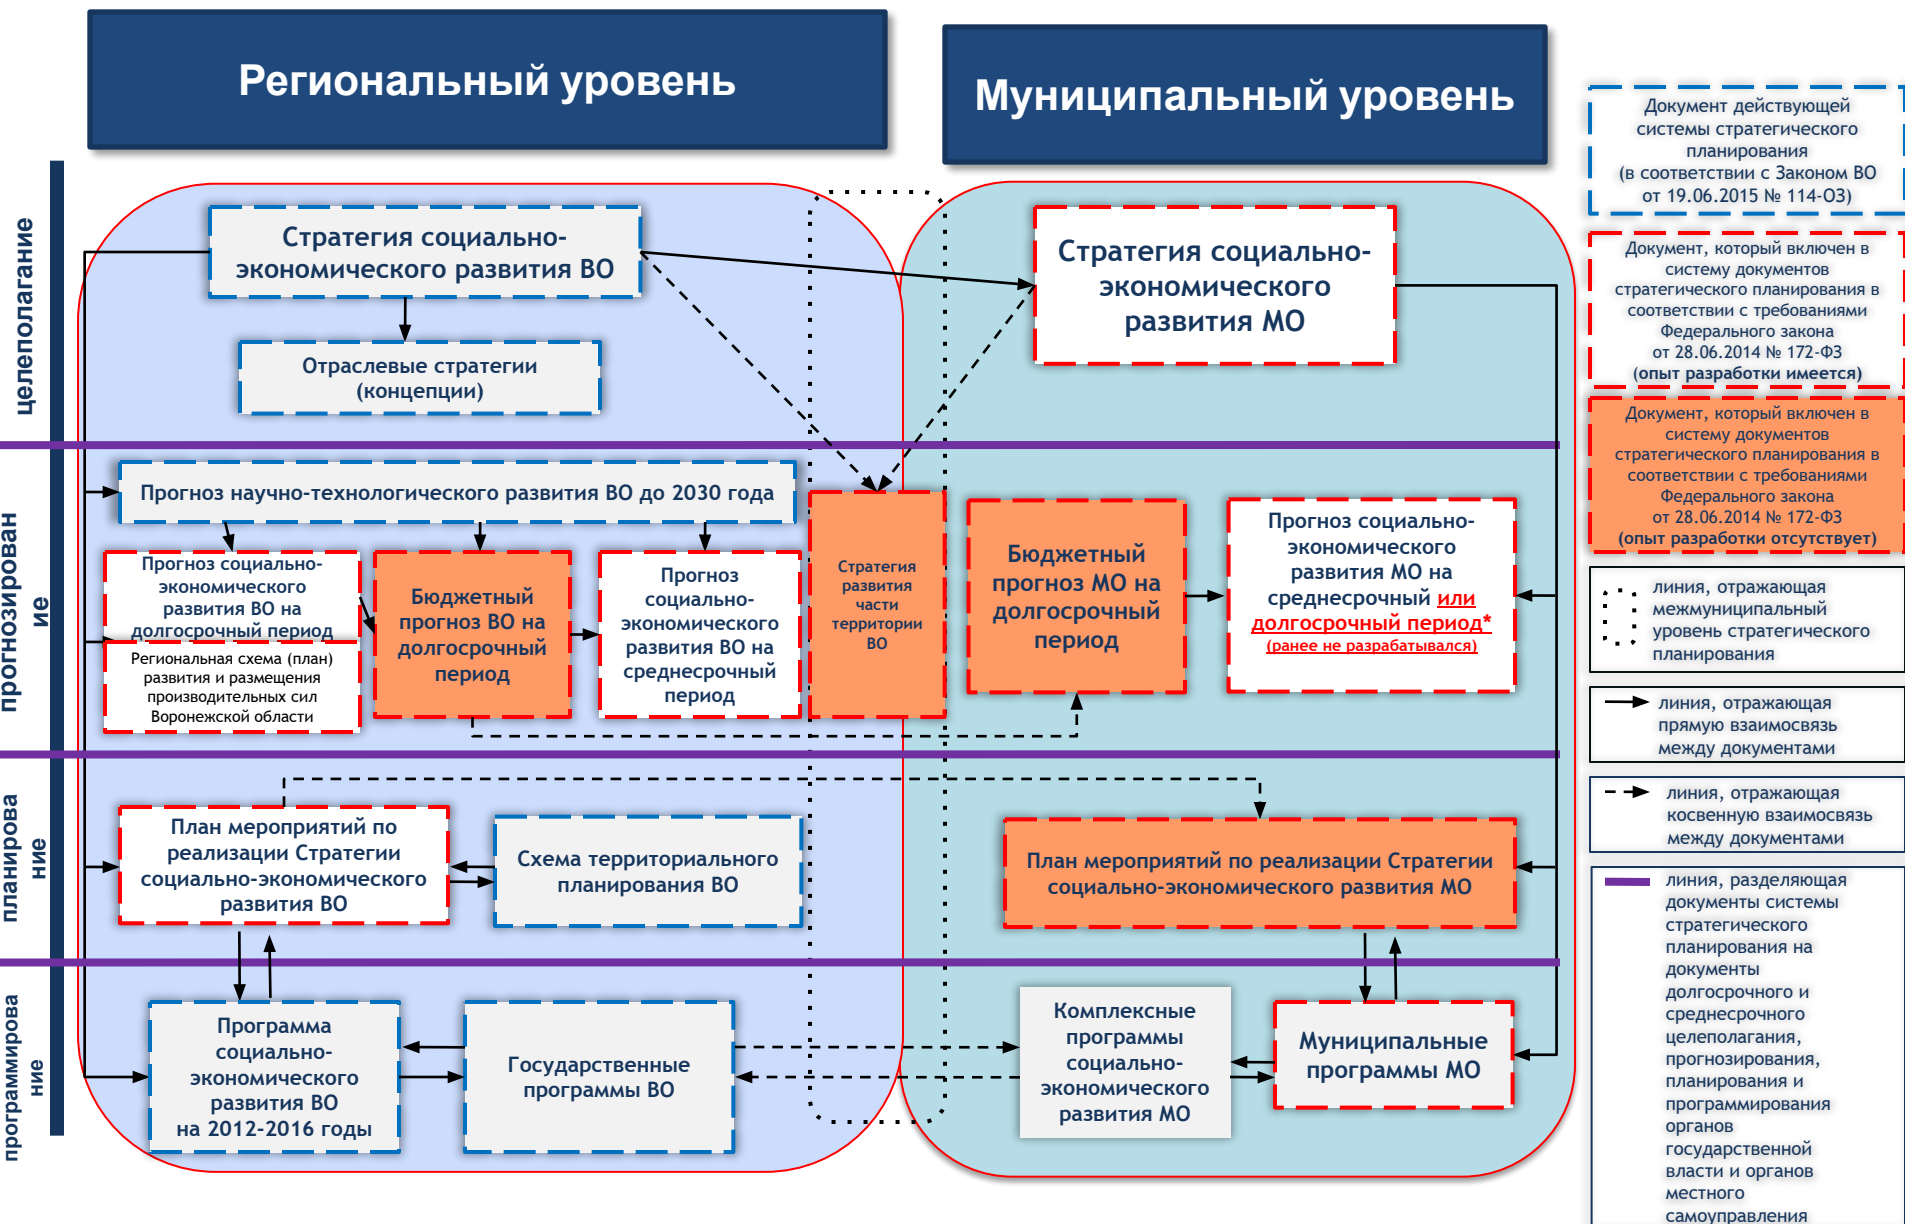 Региональный уровень
Муниципальный уровень
целеполагание
Стратегия социально-
экономического развития ВО
Отраслевые стратегии
(концепции)
Стратегия социально-
экономического
развития МО
прогнозирован
ие
Прогноз научно-технологического развития ВО до 2030 года
Прогноз социально-
экономического
развития ВО на
долгосрочный период
Региональная схема (план)
развития и размещения
производительных сил
Воронежской области
Бюджетный
прогноз ВО на
долгосрочный
период
Прогноз
социально-
экономического
развития ВО на
среднесрочный
период
Стратегия
развития
части
территории
ВО
Бюджетный
прогноз МО на
долгосрочный
период
Прогноз социально-
экономического
развития МО на
среднесрочный или
долгосрочный период*
(ранее не разрабатывался)
планирова
ние
План мероприятий по
реализации Стратегии
социально-экономического
развития ВО
Схема территориального
планирования ВО
План мероприятий по реализации Стратегии
социально-экономического развития МО
программирова
ние
Программа
социально-
экономического
развития ВО
на 2012-2016 годы
Государственные
программы ВО
Комплексные
программы
социально-
экономического
развития МО
Муниципальные
программы МО
Документ действующей
системы стратегического
планирования
(в соответствии с Законом ВО
от 19.06.2015 № 114-ОЗ)
Документ, который включен в
систему документов
стратегического планирования в
соответствии с требованиями
Федерального закона
от 28.06.2014 № 172-ФЗ
(опыт разработки имеется)
Документ, который включен в
систему документов
стратегического планирования в
соответствии с требованиями
Федерального закона
от 28.06.2014 № 172-ФЗ
(опыт разработки отсутствует)
линия, отражающая
межмуниципальный
уровень стратегического
планирования
линия, отражающая
прямую взаимосвязь
между документами
линия, отражающая
косвенную взаимосвязь
между документами
линия, разделяющая
документы системы
стратегического
планирования на
документы
долгосрочного и
среднесрочного
целеполагания,
прогнозирования,
планирования и
программирования
органов
государственной
власти и органов
местного
самоуправления